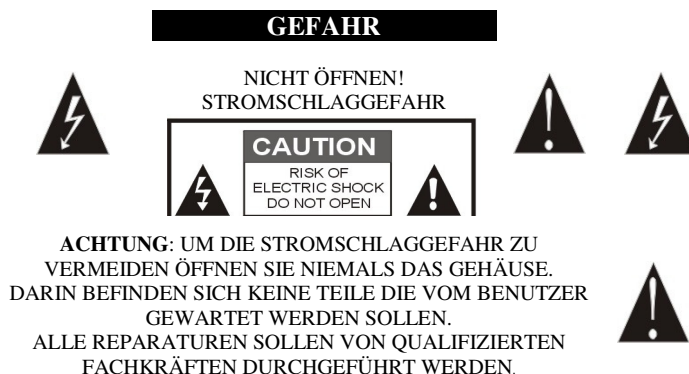 GEFAHR
NICHT ÖFFNEN!
STROMSCHLAGGEFAHR
CAUTION
RISK OF
ELECTRIC SHOCK
DO NOT OPEN
ACHTUNG: UM DIE STROMSCHLAGGEFAHR ZU
VERMEIDEN ÖFFNEN SIE NIEMALS DAS GEHÄUSE.
DARIN BEFINDEN SICH KEINE TEILE DIE VOM BENUTZER
GEWARTET WERDEN SOLLEN.
ALLE REPARATUREN SOLLEN VON QUALIFIZIERTEN
FACHKRÄFTEN DURCHGEFÜHRT WERDEN.